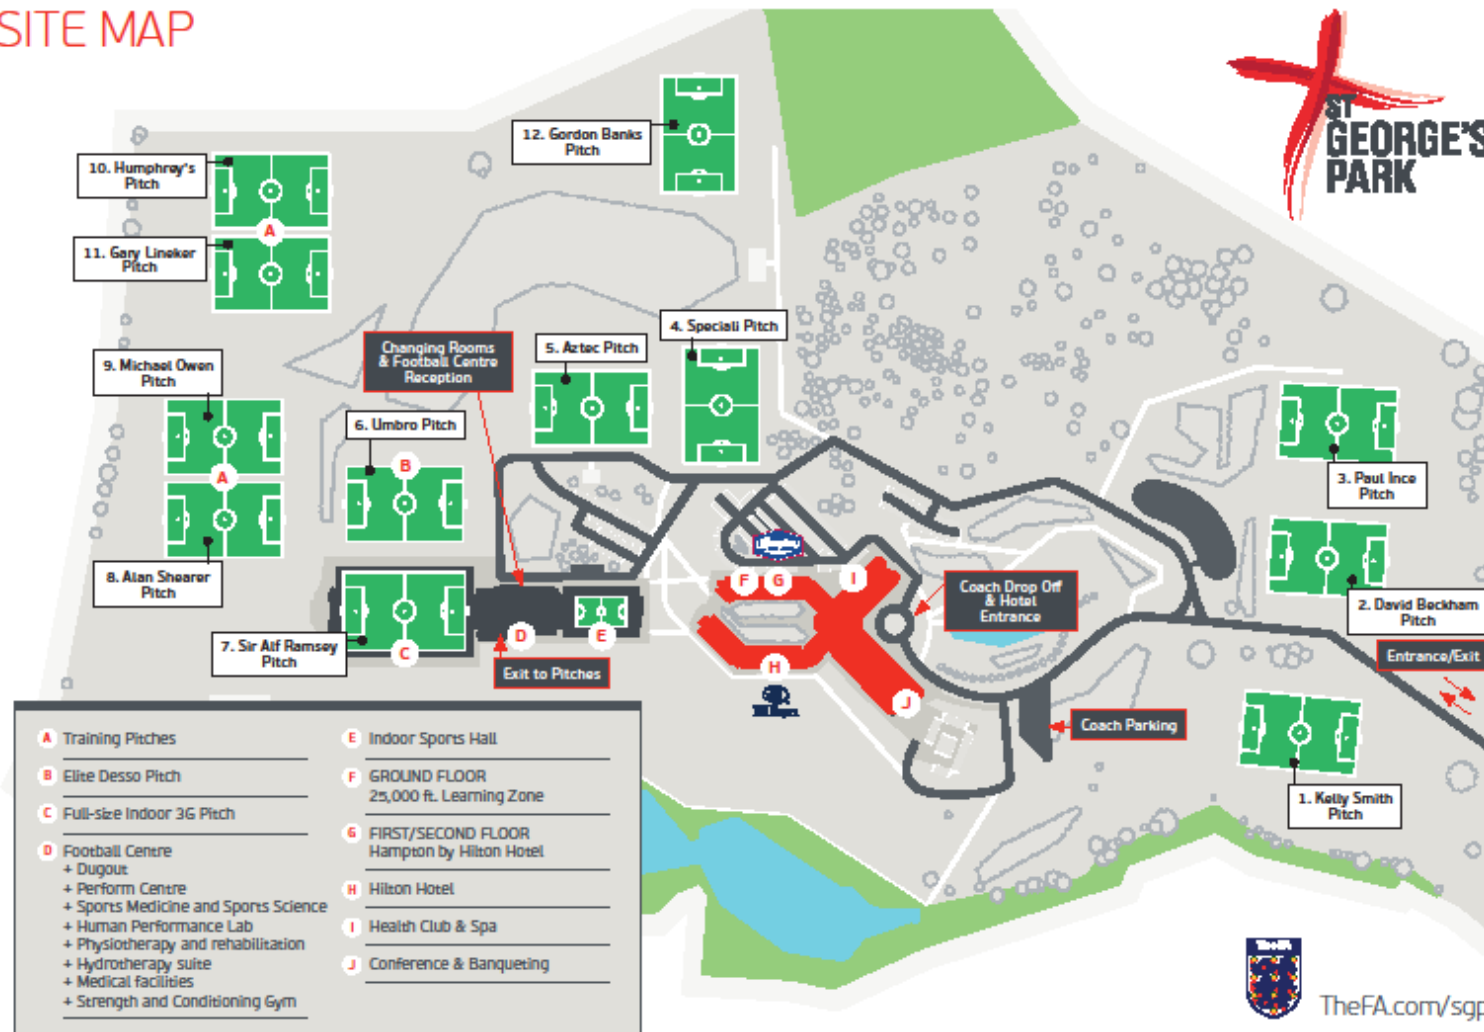 SITE MAP
ST
GEORGE'S
PARK
12. Gordon Banks
Pitch
10. Humphrey's
Pitch
A
11. Gary Lineker
Pitch
4. Speciali Pitch
Changing Rooms
& Football Centre
Reception
5. Aztec Pitch
9. Michael Owen
Pitch
6. Umbro Pitch
B
A
3. Paul Ince
Pitch
8. Alan Shearer
Pitch
F
G
I
Coach Drop Off
& Hotel
Entrance
2. David Beckham
Pitch
7. Sir Alf Ramsey
Pitch
C
D
E
Exit to Pitches
H
J
Entrance/Exit
Coach Parking
1. Kelly Smith
Pitch
A Training Pitches
B Elite Desso Pitch
C Full-size Indoor 3G Pitch
D Football Centre
+ Dugout
+ Perform Centre
+ Sports Medicine and Sports Science
+ Human Performance Lab
+ Physiotherapy and rehabilitation
+ Hydrotherapy suite
+ Medical facilities
+ Strength and Conditioning Gym
E Indoor Sports Hall
F GROUND FLOOR
25,000 ft. Learning Zone
G FIRST/SECOND FLOOR
Hampton by Hilton Hotel
H Hilton Hotel
I Health Club & Spa
J Conference & Banqueting
TheFA
TheFA.com/sgp